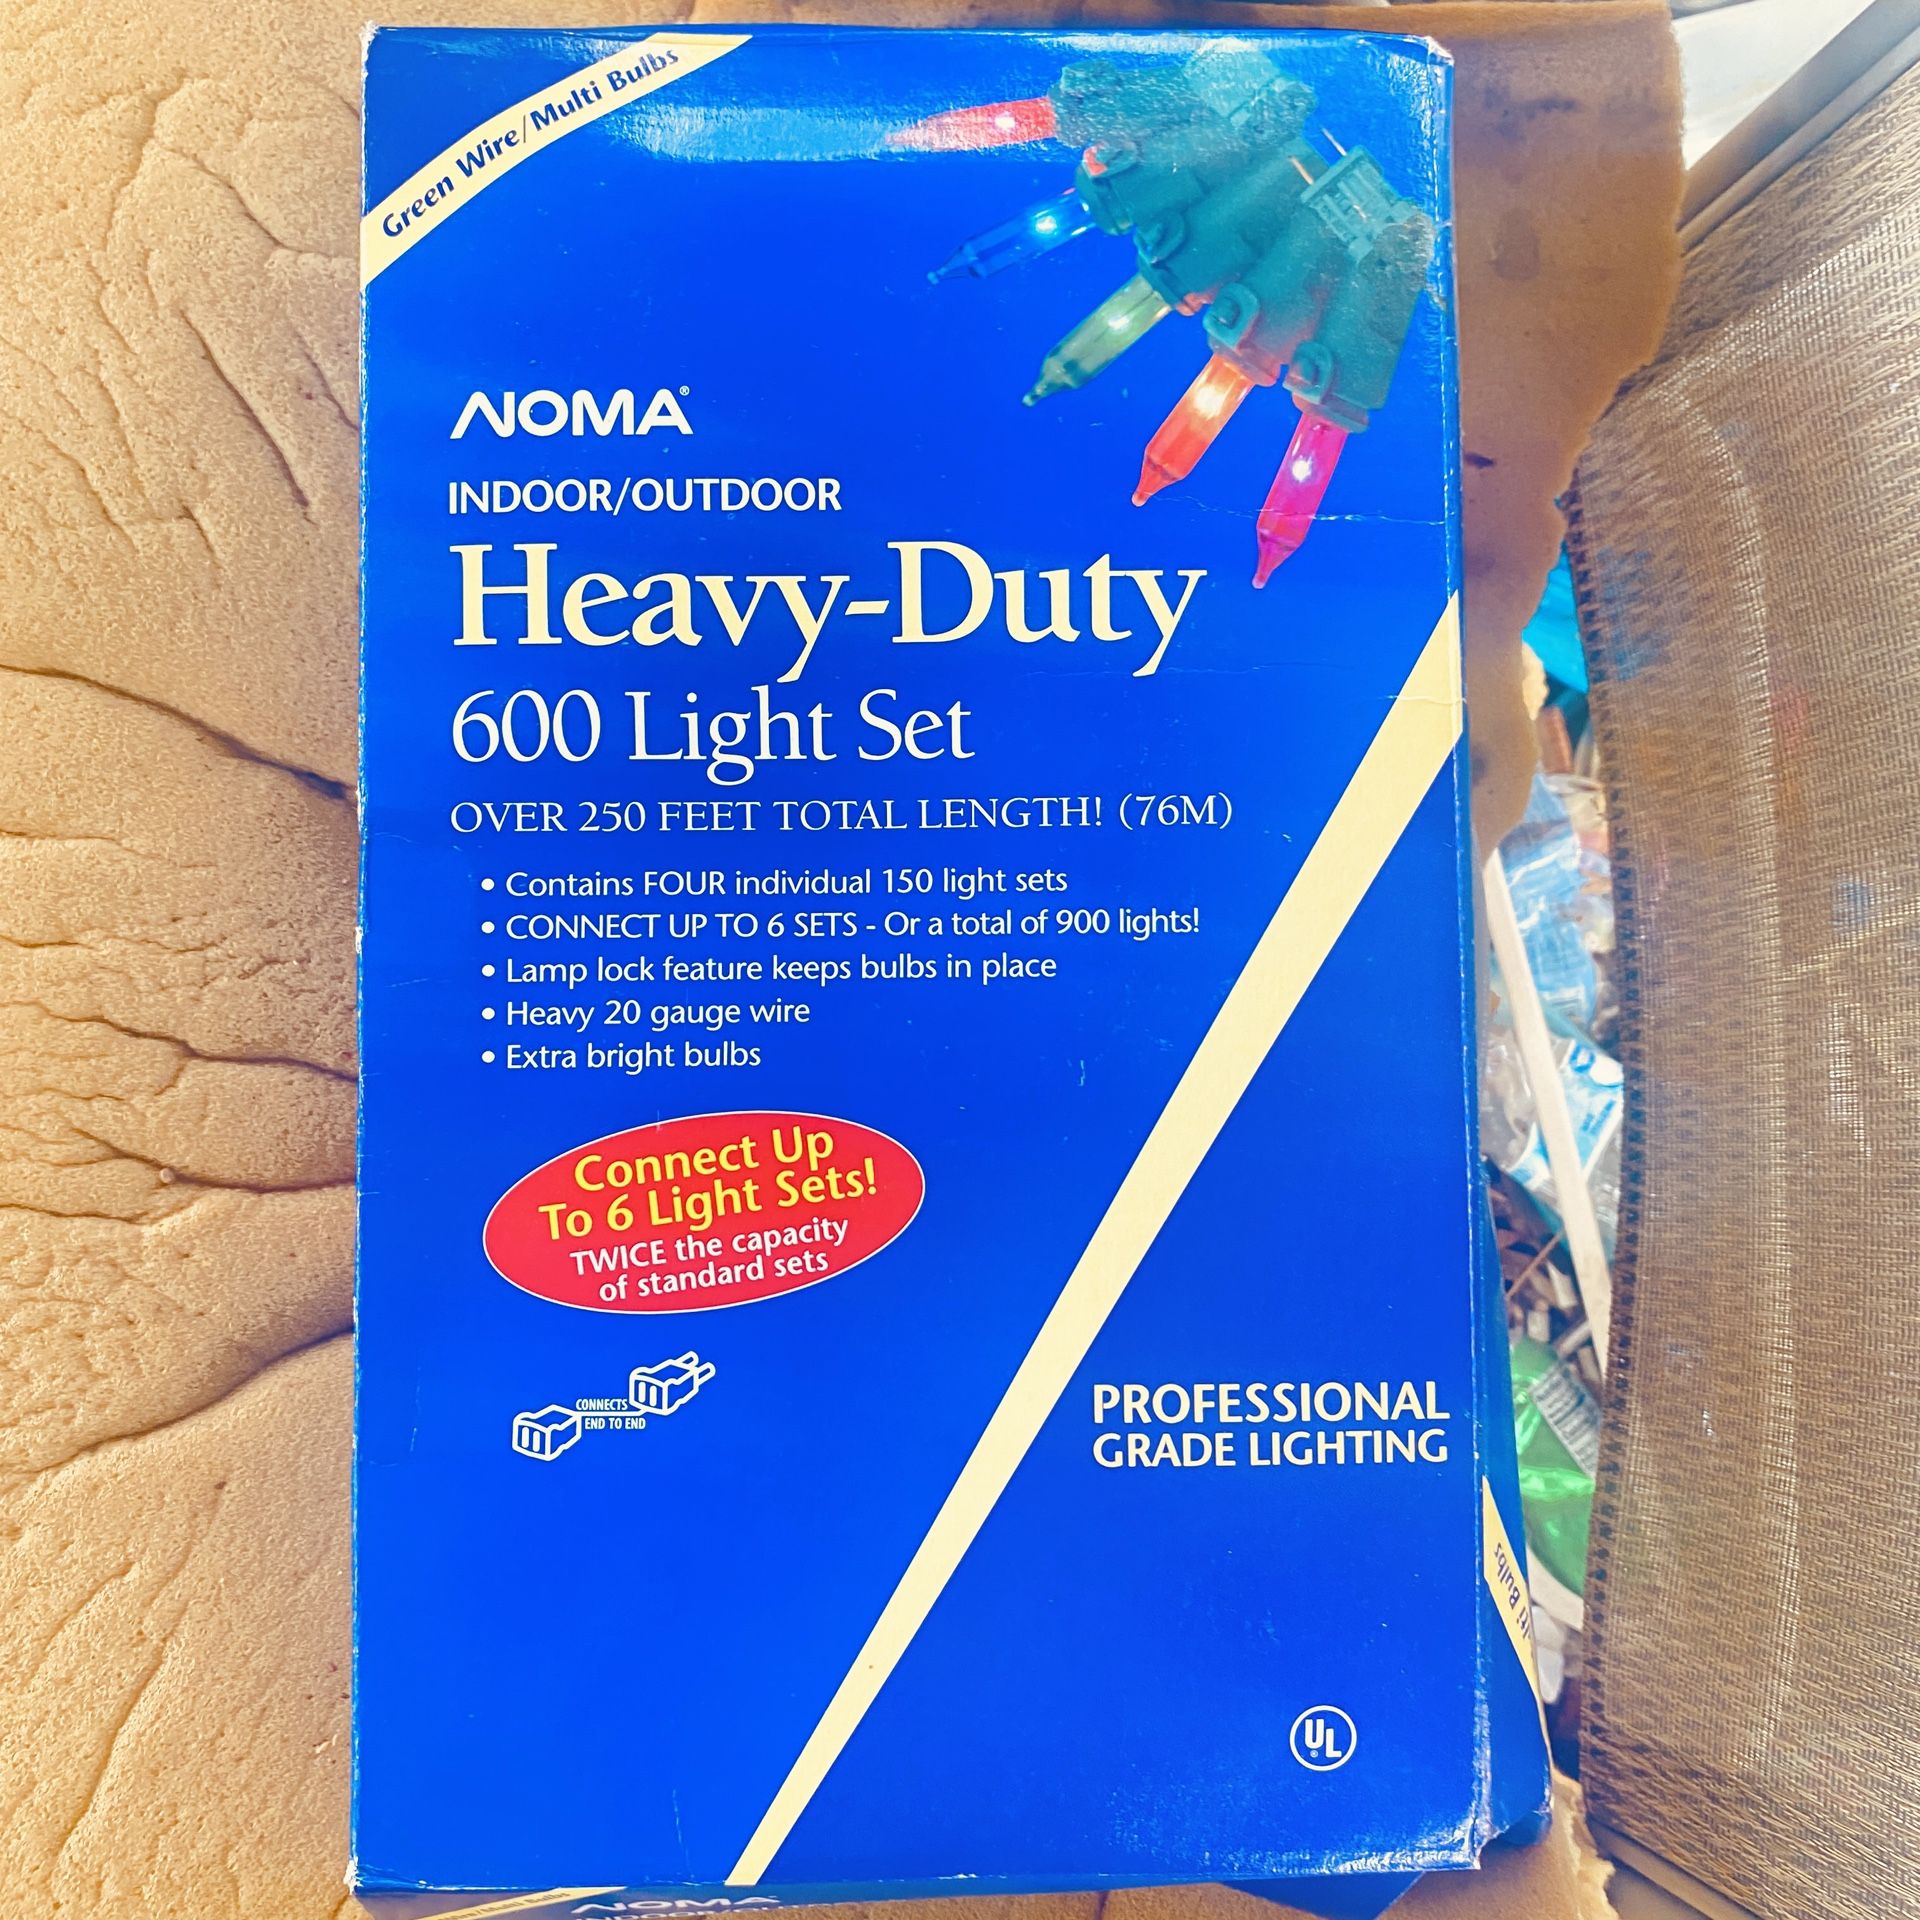 Green Wire/Multi Bulbs
NOMA®
INDOOR/OUTDOOR
Heavy-Duty
600 Light Set
OVER 250 FEET TOTAL LENGTH! (76M)
• Contains FOUR individual 150 light sets
• CONNECT UP TO 6 SETS - Or a total of 900 lights!
• Lamp lock feature keeps bulbs in place
• Heavy 20 gauge wire
• Extra bright bulbs
Connect Up
To 6 Light Sets!
TWICE the capacity
of standard sets
CONNECTS
END TO END
PROFESSIONAL
GRADE LIGHTING
UL®
Bulbs
NOMA